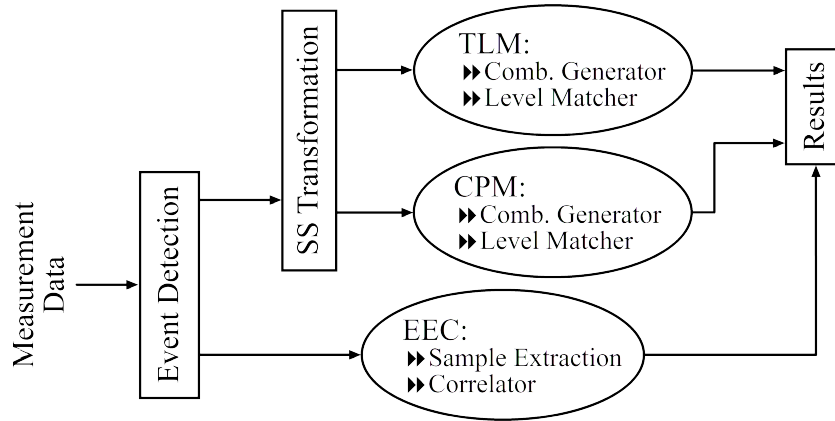 Measurement
Data
Event Detection
SS Transformation
TLM:
Comb. Generator
Level Matcher
CPM:
Comb. Generator
Level Matcher
EEC:
Sample Extraction
Correlator
Results